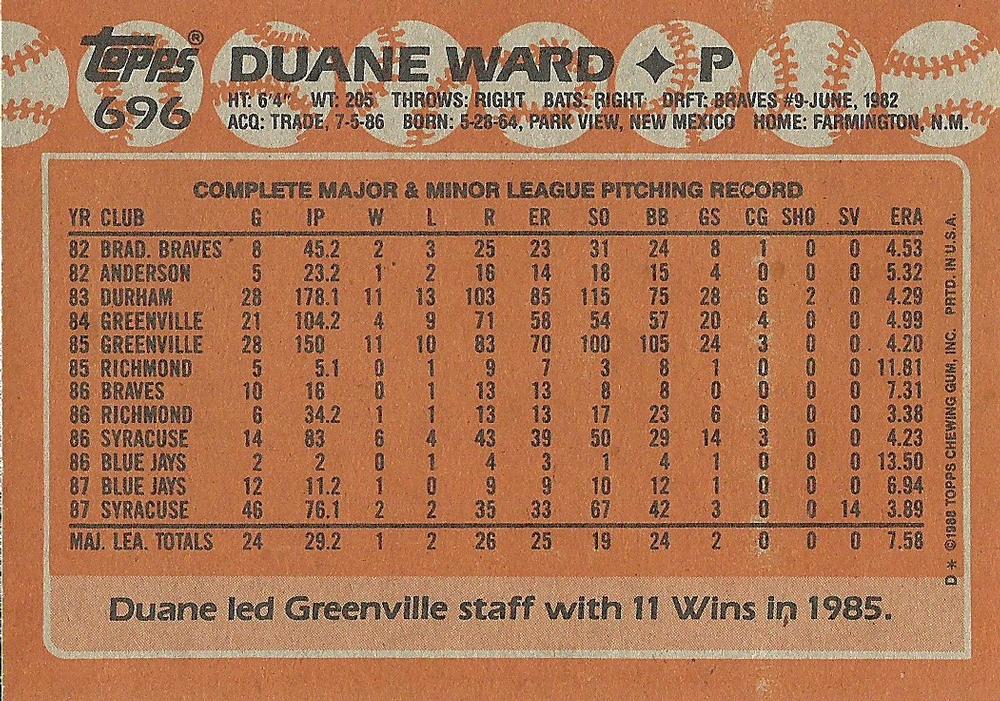 topps® DUANE WARD ✦ P
696
HT: 6'4" WT: 205 THROWS: RIGHT BATS: RIGHT DRFT: BRAVES #9-JUNE, 1982
ACQ: TRADE, 7-5-86 BORN: 5-28-64, PARK VIEW, NEW MEXICO HOME: FARMINGTON, N.M.
COMPLETE MAJOR & MINOR LEAGUE PITCHING RECORD
YR CLUB G IP W L R ER SO BB GS CG SHO SV ERA
82 BRAD. BRAVES 8 45.2 2 3 25 23 31 24 8 1 0 0 4.53
82 ANDERSON 5 23.2 1 2 16 14 18 15 4 0 0 0 5.32
83 DURHAM 28 178.1 11 13 103 85 115 75 28 6 2 0 4.29
84 GREENVILLE 21 104.2 4 9 71 58 54 57 20 4 0 0 4.99
85 GREENVILLE 28 150 11 10 83 70 100 105 24 3 0 0 4.20
85 RICHMOND 5 5.1 0 1 9 7 3 8 1 0 0 0 11.81
86 BRAVES 10 16 0 1 13 13 8 8 0 0 0 0 7.31
86 RICHMOND 6 34.2 1 1 13 13 17 23 6 0 0 0 3.38
86 SYRACUSE 14 83 6 4 43 39 50 29 14 3 0 0 4.23
86 BLUE JAYS 2 2 0 1 4 3 1 4 1 0 0 0 13.50
87 BLUE JAYS 12 11.2 1 0 9 9 10 12 1 0 0 0 6.94
87 SYRACUSE 46 76.1 2 2 35 33 67 42 3 0 0 14 3.89
MAJ. LEA. TOTALS 24 29.2 1 2 26 25 19 24 2 0 0 0 7.58
Duane led Greenville staff with 11 Wins in 1985.
D * ©1988 TOPPS CHEWING GUM, INC. PRTD. IN U.S.A.